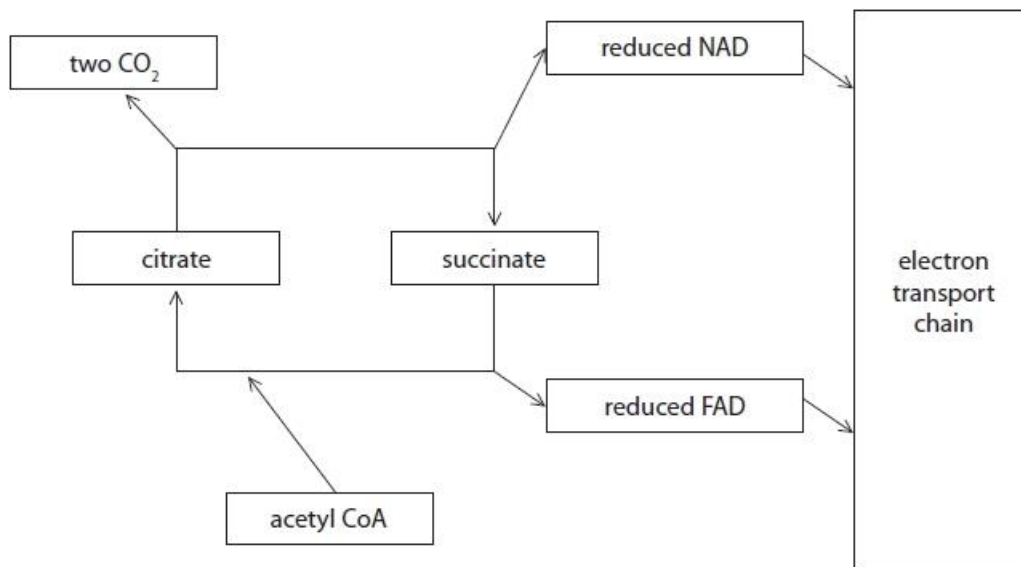 two CO₂
reduced NAD
citrate
succinate
electron
transport
chain
reduced FAD
acetyl CoA